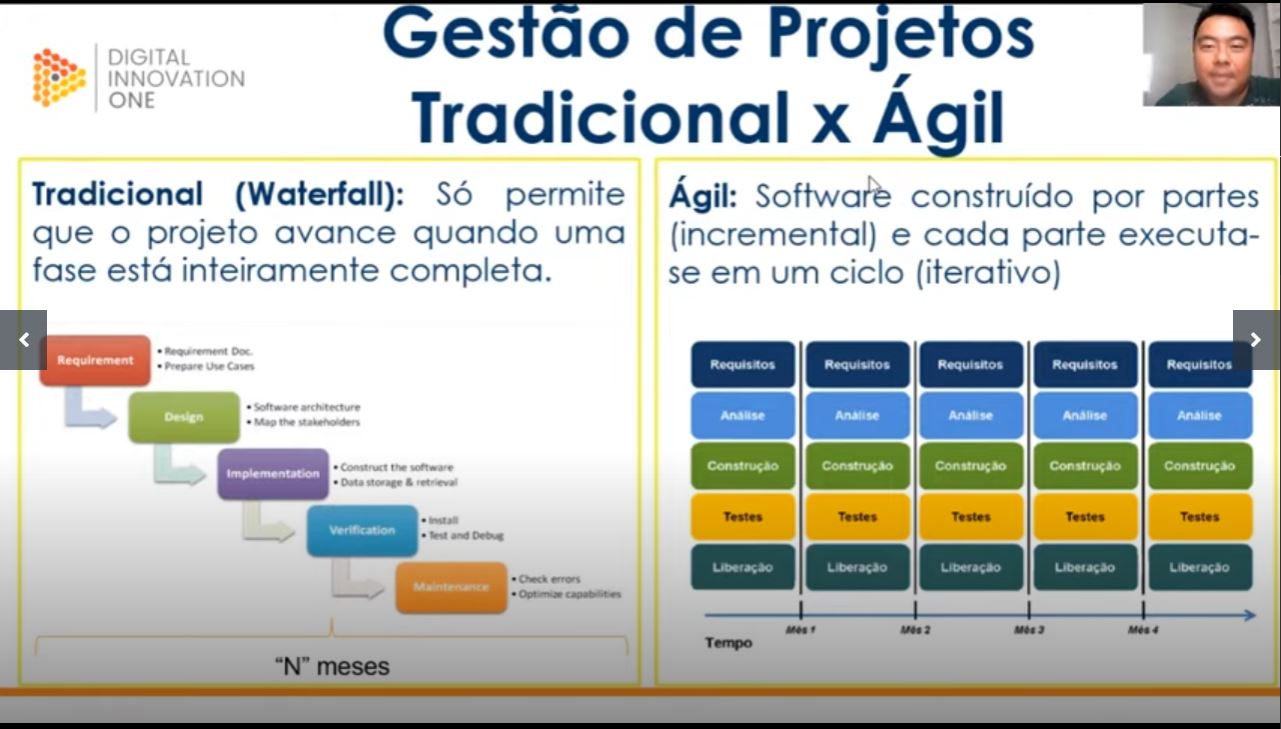 DIGITAL
INNOVATION
ONE
Gestão de Projetos
Tradicional x Ágil
Tradicional (Waterfall): Só permite
que o projeto avance quando uma
fase está inteiramente completa.
Requirement
• Requirement Doc.
• Prepare Use Cases
Design
• Software architecture
• Map the stakeholders
Implementation
• Construct the software
• Data storage & retrieval
Verification
• Install
• Test and Debug
Maintenance
• Check errors
• Optimize capabilities
“N” meses
Ágil: Software construído por partes
(incremental) e cada parte executa-
se em um ciclo (iterativo)
Requisitos Requisitos Requisitos Requisitos Requisitos
Análise Análise Análise Análise Análise
Construção Construção Construção Construção Construção
Testes Testes Testes Testes Testes
Liberação Liberação Liberação Liberação Liberação
Mês 1 Mês 2 Mês 3 Mês 4
Tempo